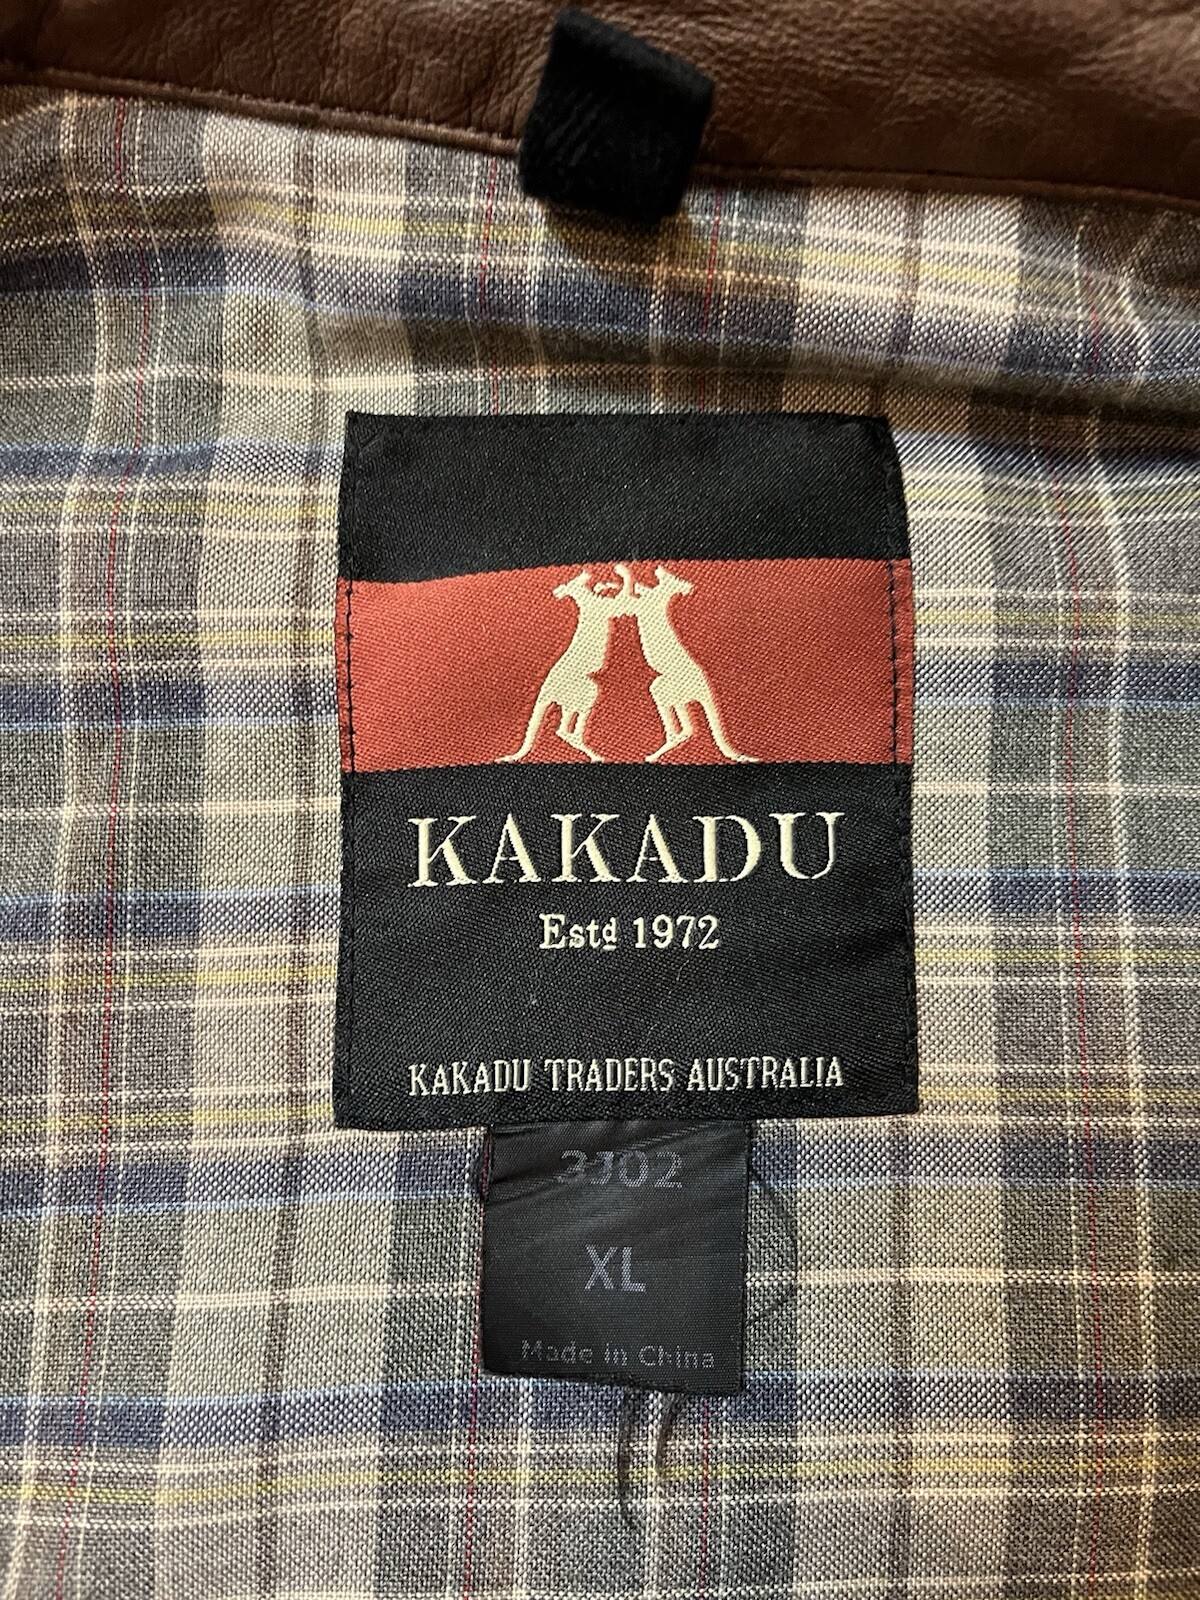 KAKADU
Estd 1972
KAKADU TRADERS AUSTRALIA
3J02
XL
Made in China